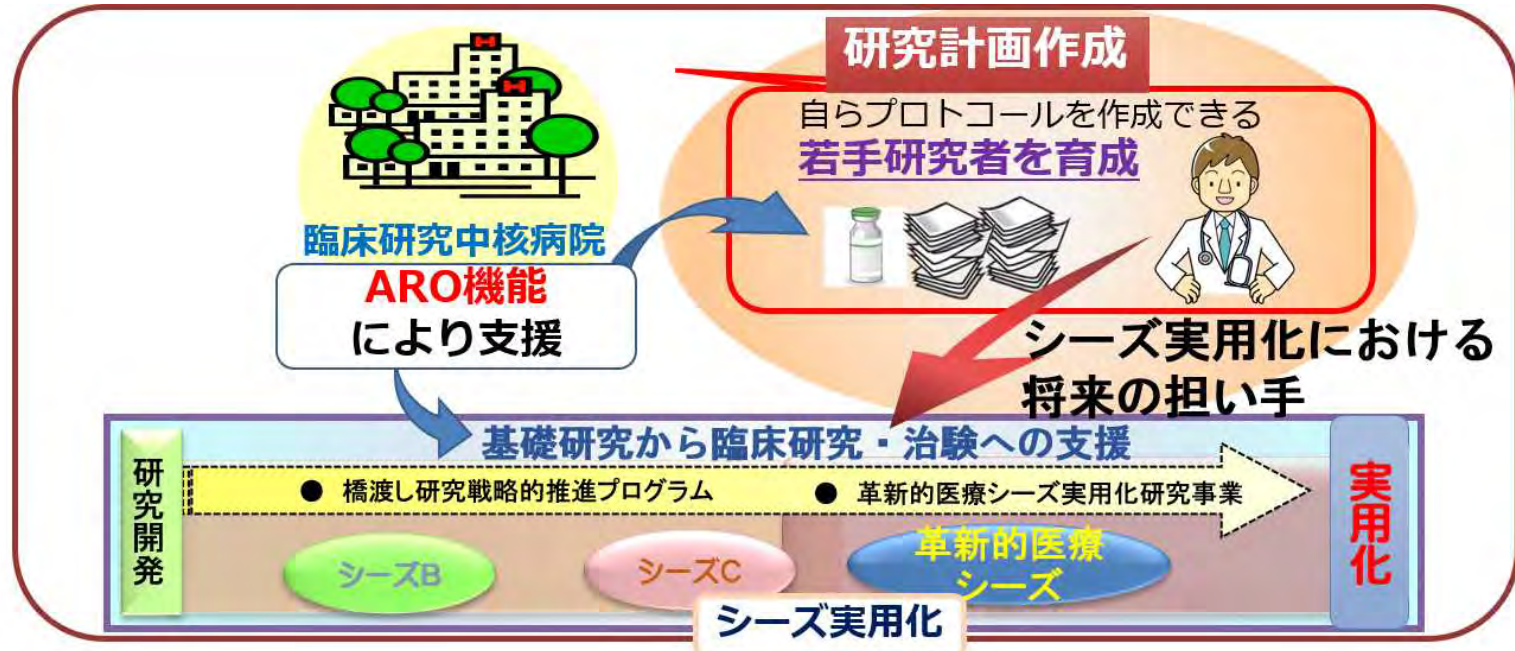 研究計画作成
自らプロトコールを作成できる
若手研究者を育成
臨床研究中核病院
ARO機能
により支援
シーズ実用化における
将来の担い手
基礎研究から臨床研究・治験への支援
研究開発
● 橋渡し研究戦略的推進プログラム
● 革新的医療シーズ実用化研究事業
実用化
シーズB
シーズC
革新的医療
シーズ
シーズ実用化